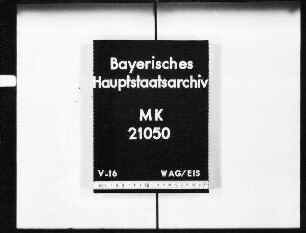 Bayerisches
Hauptstaatsarchiv
MK
21050
V-16 WAG/EIS